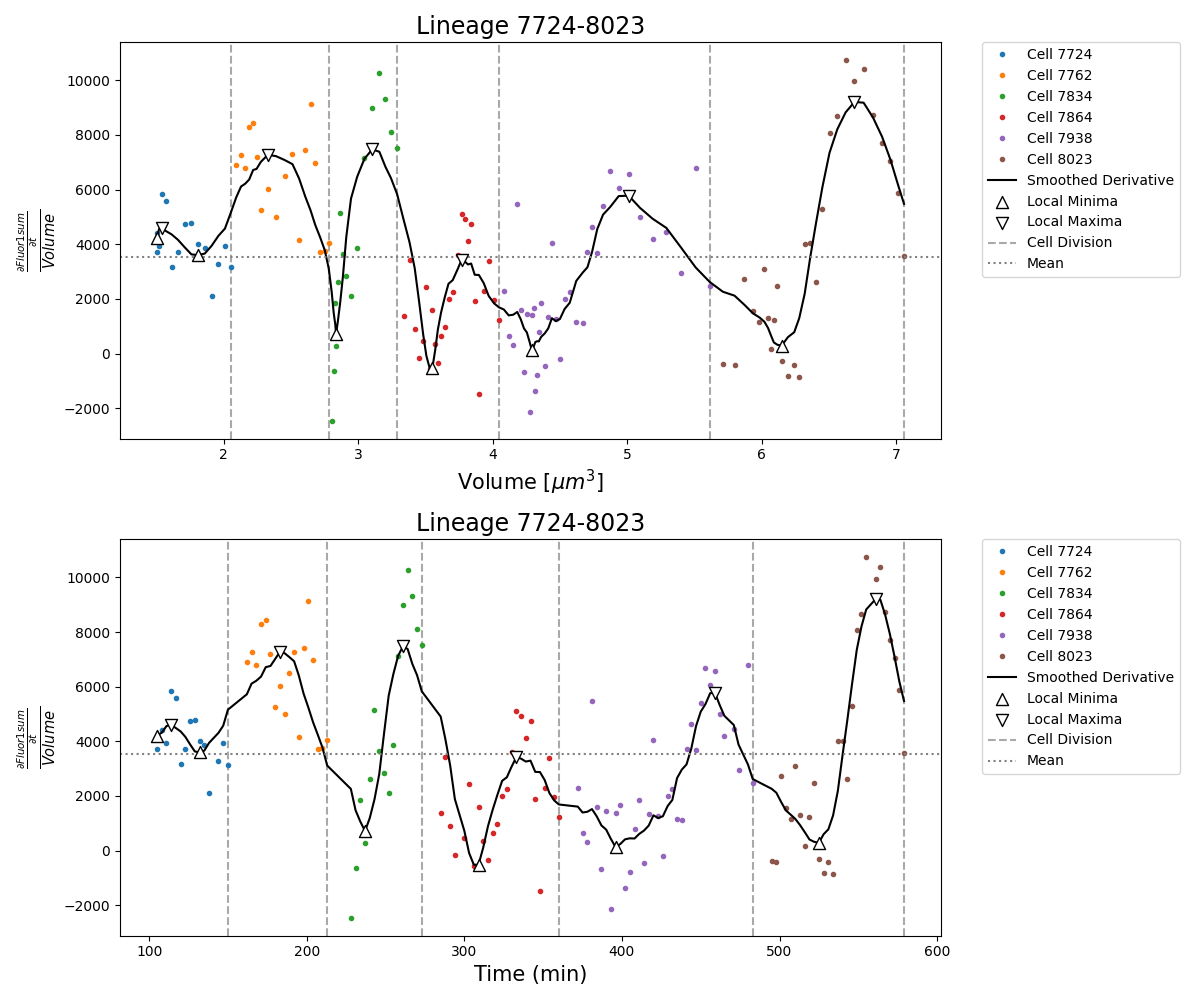 Lineage 7724-8023
10000
8000
6000
4000
2000
0
−2000
∂Fluor1sum
∂t
Volume
2 3 4 5 6 7
Volume [μm³]
Cell 7724
Cell 7762
Cell 7834
Cell 7864
Cell 7938
Cell 8023
Smoothed Derivative
Local Minima
Local Maxima
Cell Division
Mean
Lineage 7724-8023
10000
8000
6000
4000
2000
0
−2000
∂Fluor1sum
∂t
Volume
100 200 300 400 500 600
Time (min)
Cell 7724
Cell 7762
Cell 7834
Cell 7864
Cell 7938
Cell 8023
Smoothed Derivative
Local Minima
Local Maxima
Cell Division
Mean